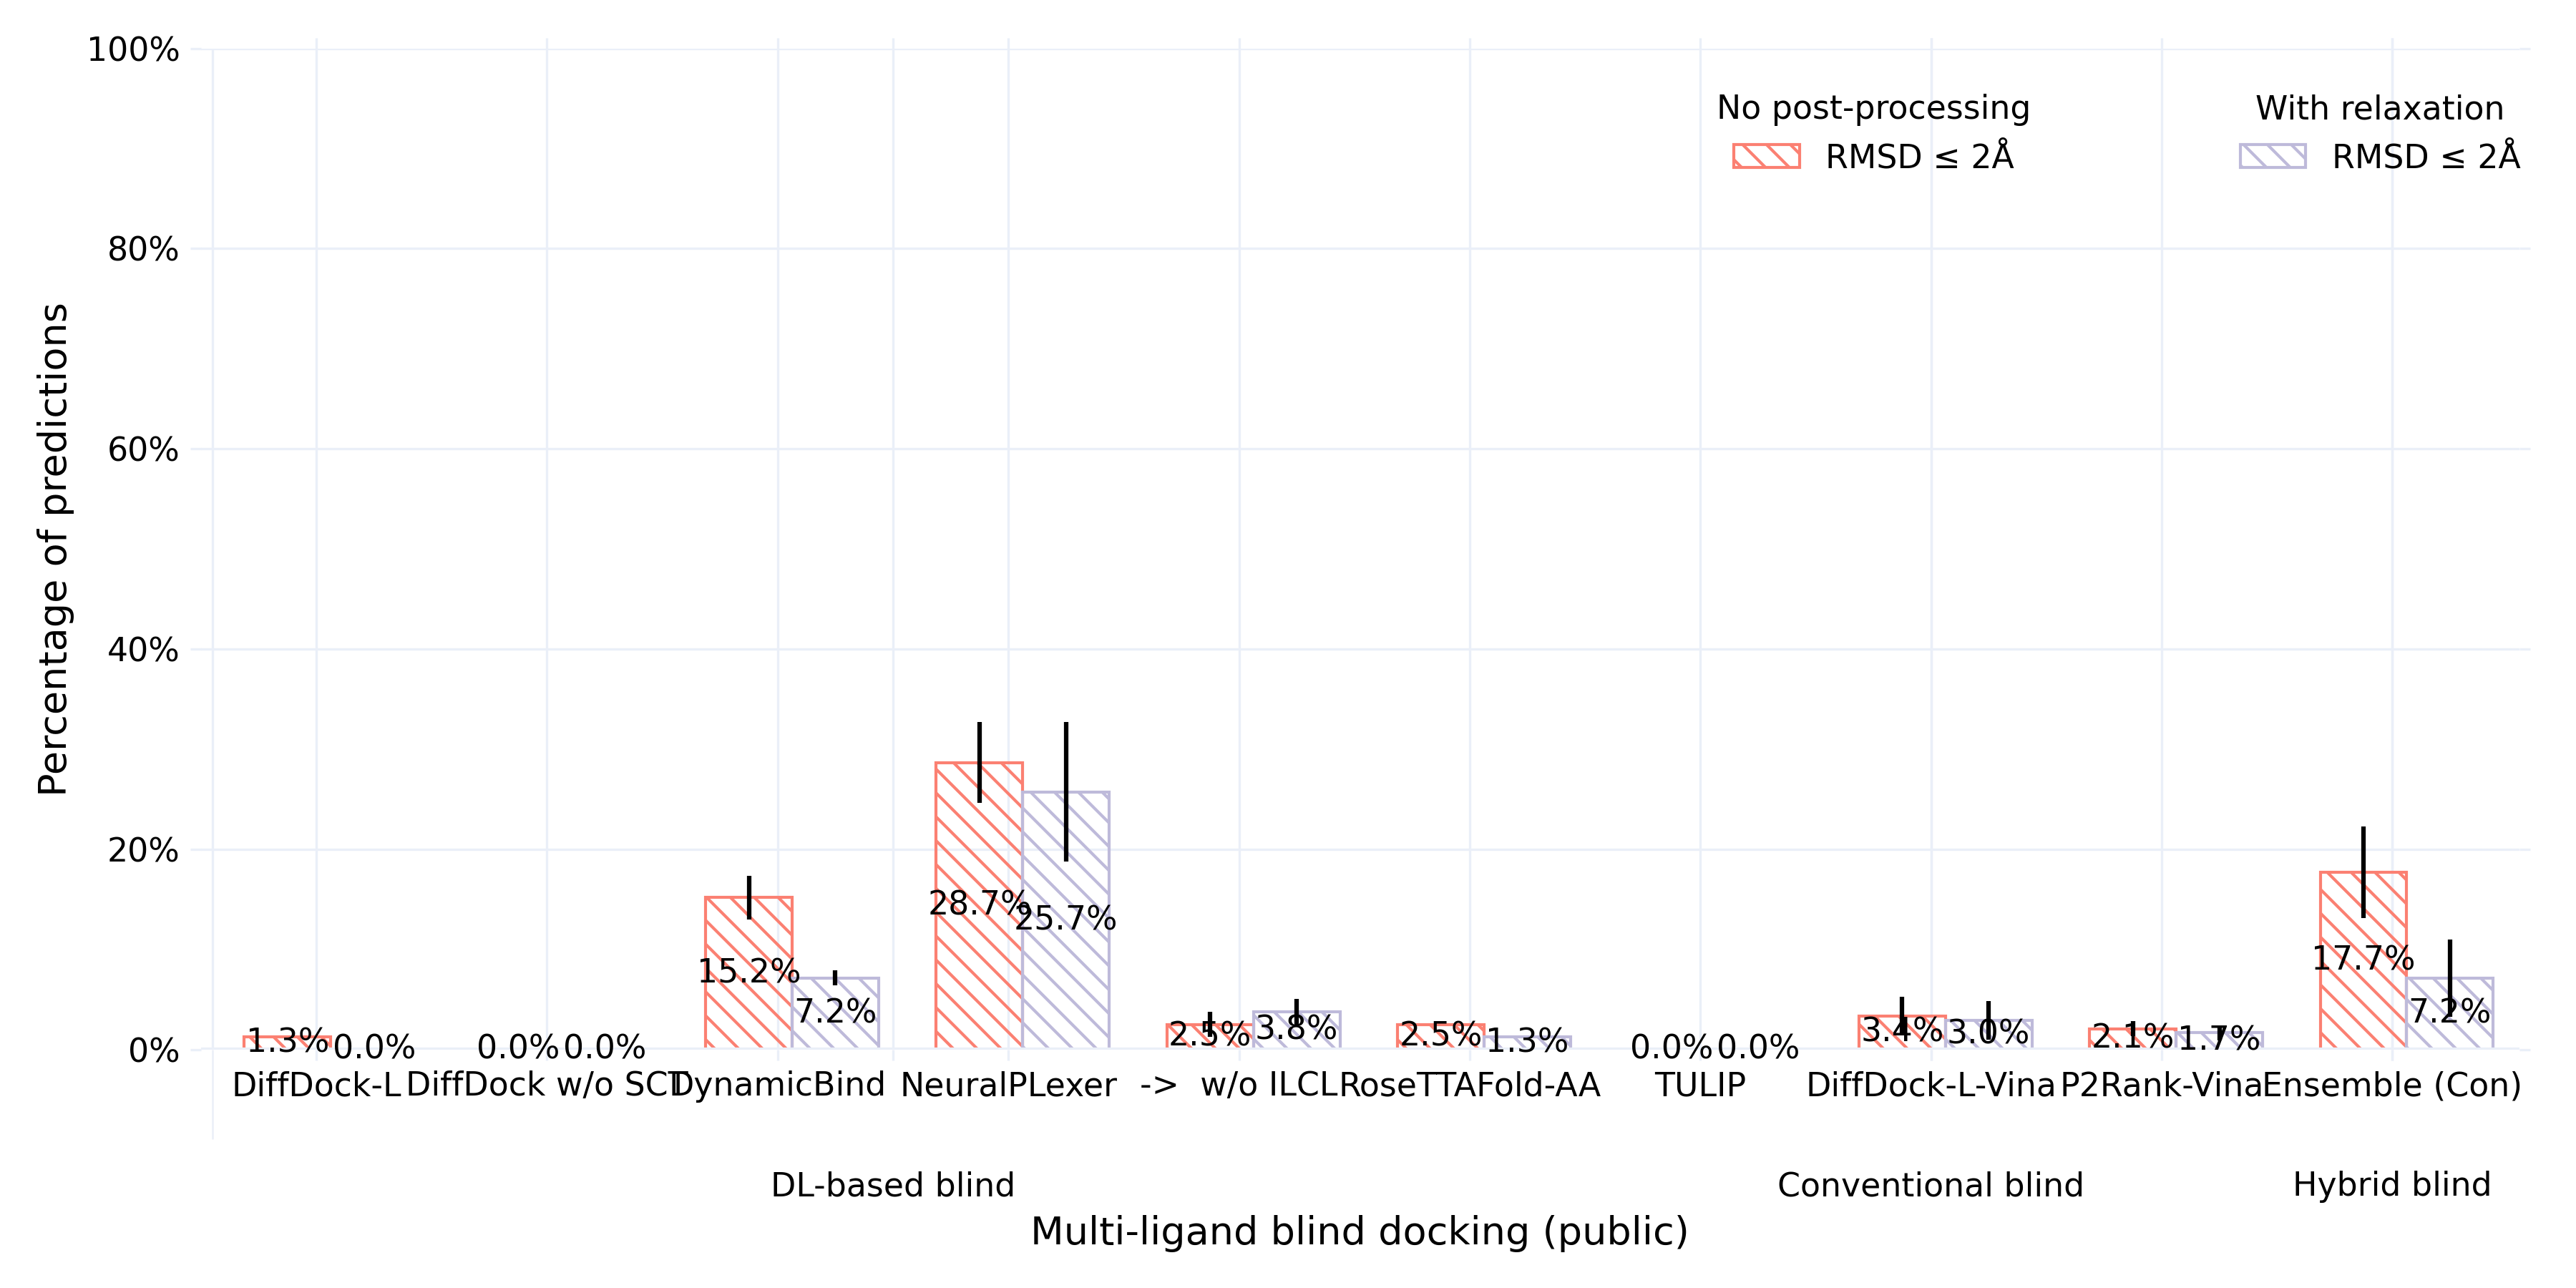 100%
80%
60%
40%
20%
0%
Percentage of predictions
No post-processing
RMSD ≤ 2Å
With relaxation
RMSD ≤ 2Å
1.3% 0.0% 0.0% 0.0% 15.2% 7.2% 28.7% 25.7% 2.5% 3.8% 2.5% 1.3% 0.0% 0.0% 3.4% 3.0% 2.1% 1.7% 17.7% 7.2%
DiffDock-L DiffDock w/o SCT DynamicBind NeuralPLexer -> w/o ILCL RoseTTAFold-AA TULIP DiffDock-L-Vina P2Rank-Vina Ensemble (Con)
DL-based blind Conventional blind Hybrid blind
Multi-ligand blind docking (public)